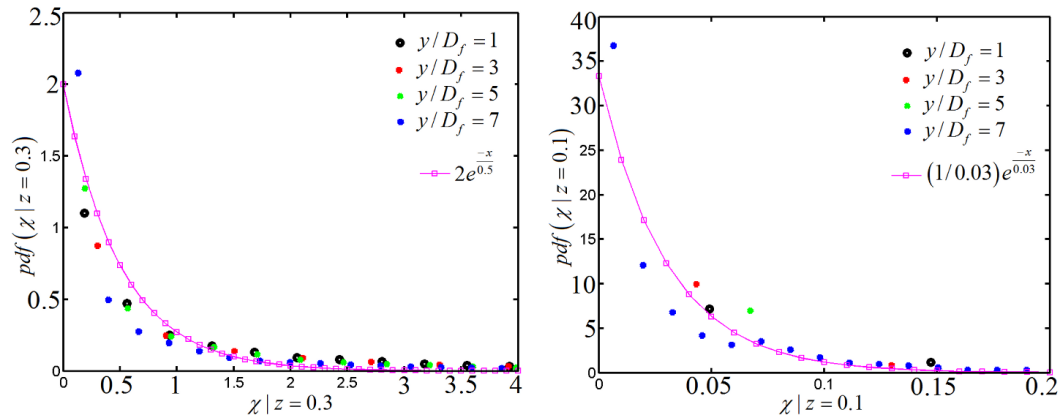 2.5
2
1.5
1
0.5
0
0.5
1
1.5
2
2.5
3
3.5
4
pdf (χ | z = 0.3)
χ | z = 0.3
y / D_f = 1
y / D_f = 3
y / D_f = 5
y / D_f = 7
2e^{\frac{-x}{0.5}}
40
35
30
25
20
15
10
5
0
0
0.05
0.1
0.15
0.2
pdf (χ | z = 0.1)
χ | z = 0.1
y / D_f = 1
y / D_f = 3
y / D_f = 5
y / D_f = 7
(1/0.03)e^{\frac{-x}{0.03}}